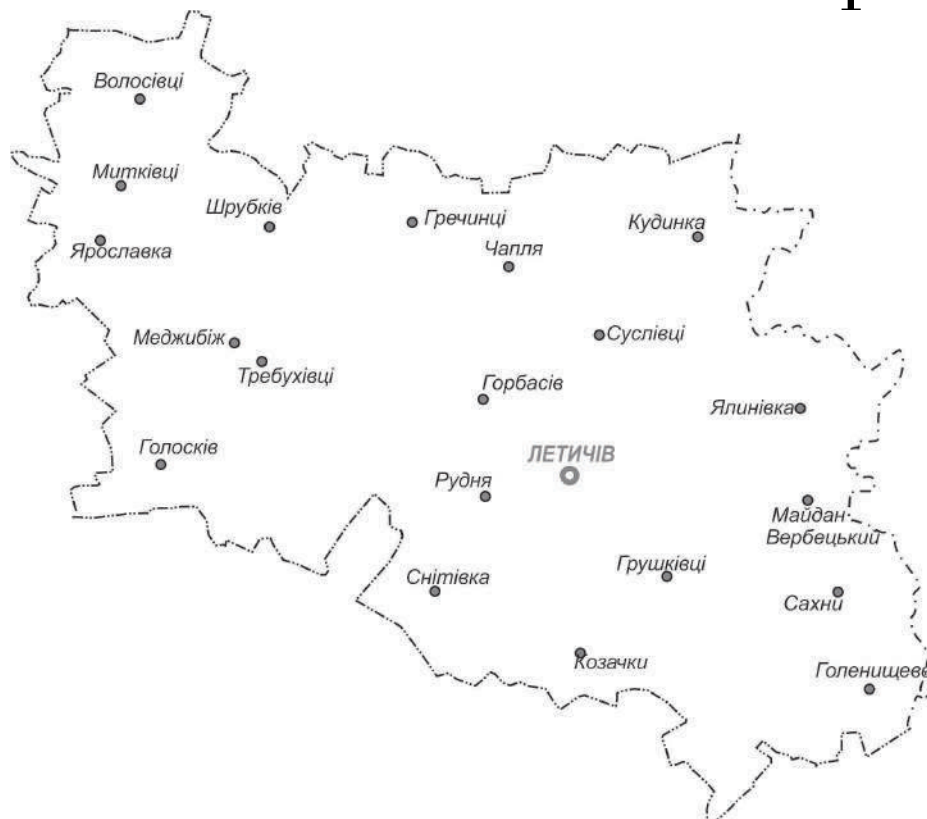 Волосівці
Митківці
Шрубків
Гречинці
Кудинка
Ярославка
Чапля
Меджибіж
Суслівці
Требухівці
Горбасів
Ялинівка
Голосків
ЛЕТИЧІВ
Рудня
Майдан
Вербецький
Снітівка
Грушківці
Сахни
Козачки
Голенищеве